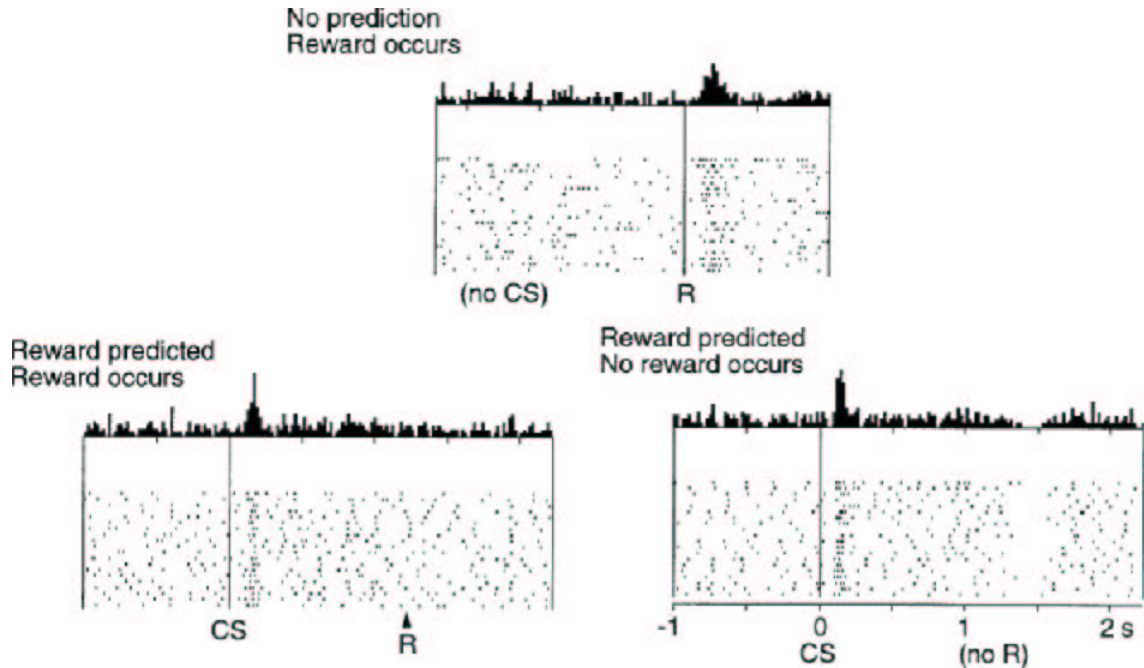 No prediction
Reward occurs
(no CS) R
Reward predicted
Reward occurs
CS
R
Reward predicted
No reward occurs
-1 0 1 2 s
CS (no R)